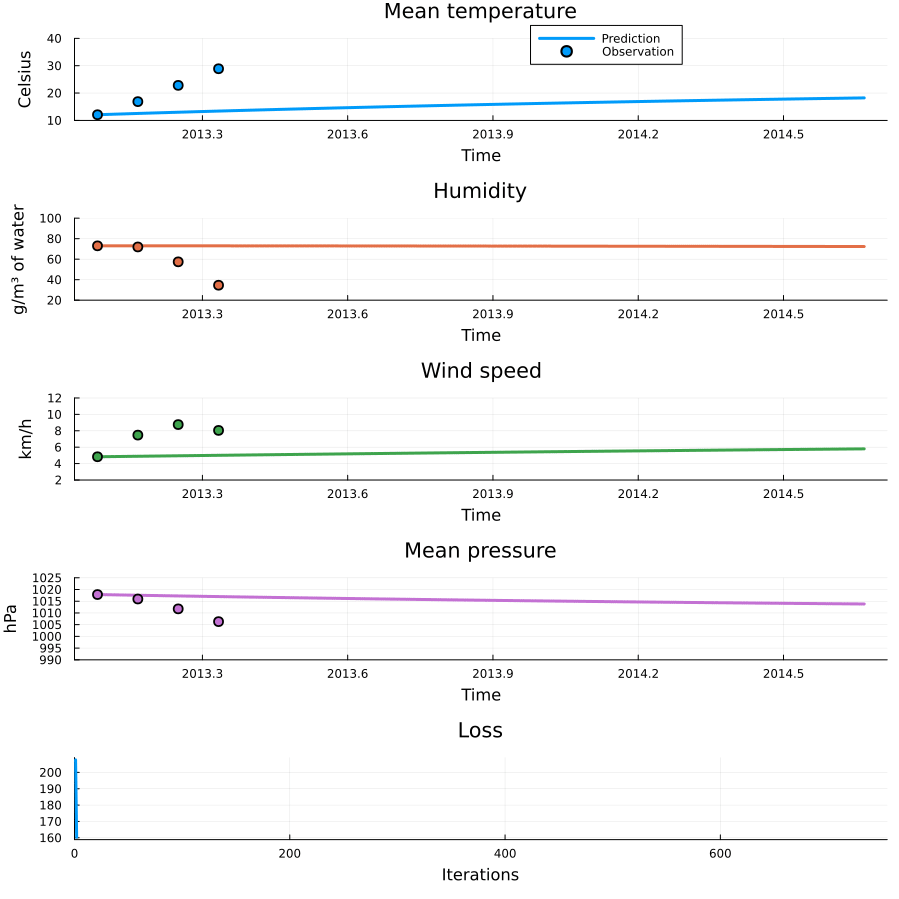 Mean temperature
Prediction
Observation
Celsius
40
30
20
10
2013.3 2013.6 2013.9 2014.2 2014.5
Time
Humidity
g/m³ of water
100
80
60
40
20
2013.3 2013.6 2013.9 2014.2 2014.5
Time
Wind speed
km/h
12
10
8
6
4
2
2013.3 2013.6 2013.9 2014.2 2014.5
Time
Mean pressure
hPa
1025
1020
1015
1010
1005
1000
995
990
2013.3 2013.6 2013.9 2014.2 2014.5
Time
Loss
200
190
180
170
160
0 200 400 600
Iterations